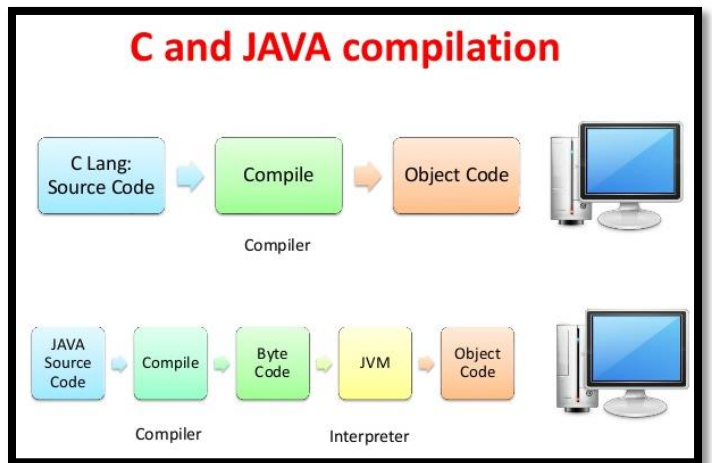 C and JAVA compilation
C Lang:
Source Code
Compile
Object Code
Compiler
JAVA
Source
Code
Compile
Byte
Code
JVM
Object
Code
Compiler
Interpreter